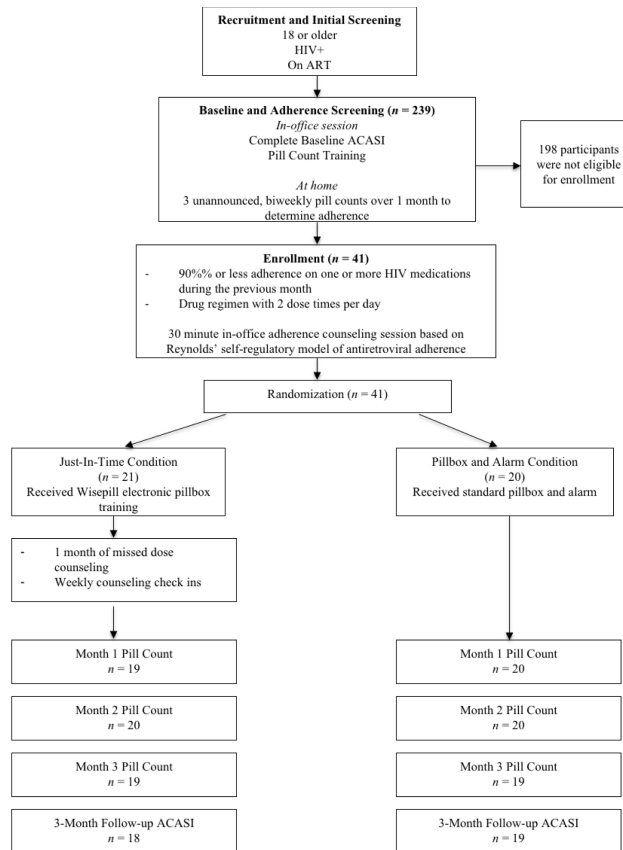 Recruitment and Initial Screening
18 or older
HIV+
On ART
Baseline and Adherence Screening (n = 239)
In-office session
Complete Baseline ACASI
Pill Count Training
At home
3 unannounced, biweekly pill counts over 1 month to
determine adherence
198 participants
were not eligible
for enrollment
Enrollment (n = 41)
- 90%% or less adherence on one or more HIV medications
during the previous month
- Drug regimen with 2 dose times per day
30 minute in-office adherence counseling session based on
Reynolds’ self-regulatory model of antiretroviral adherence
Randomization (n = 41)
Just-In-Time Condition
(n = 21)
Received Wisepill electronic pillbox
training
- 1 month of missed dose
counseling
- Weekly counseling check ins
Month 1 Pill Count
n = 19
Month 2 Pill Count
n = 20
Month 3 Pill Count
n = 19
3-Month Follow-up ACASI
n = 18
Pillbox and Alarm Condition
(n = 20)
Received standard pillbox and alarm
Month 1 Pill Count
n = 20
Month 2 Pill Count
n = 20
Month 3 Pill Count
n = 19
3-Month Follow-up ACASI
n = 19